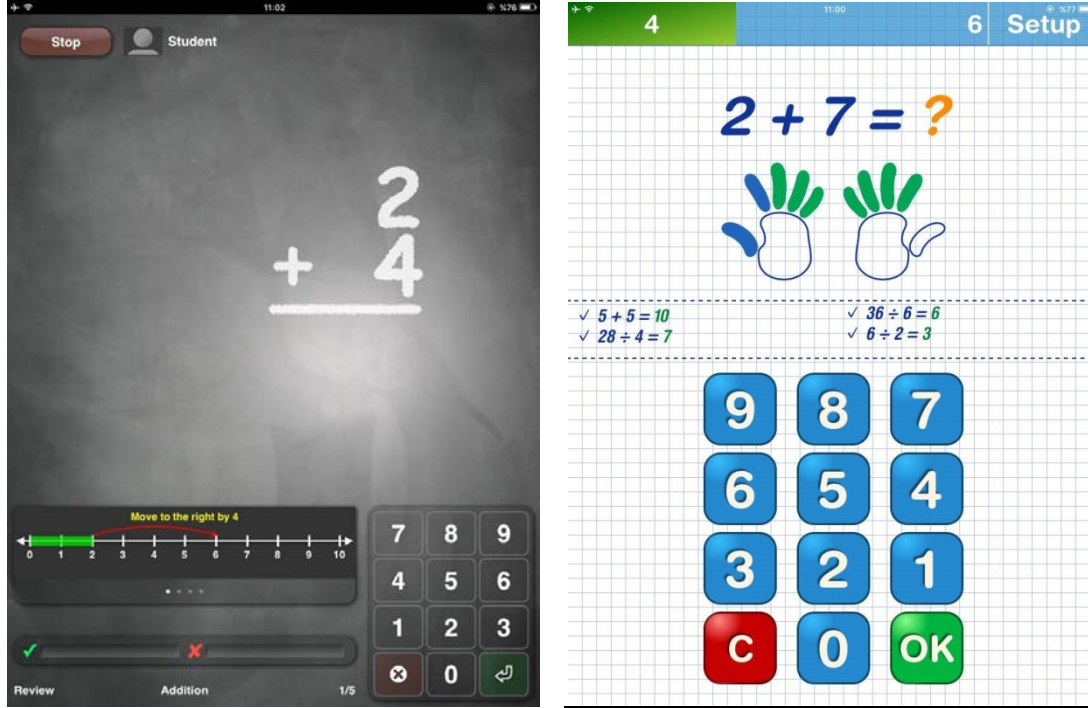 11:02
%76
Stop
Student
2
+ 4
Move to the right by 4
0 1 2 3 4 5 6 7 8 9 10
7 8 9
4 5 6
1 2 3
0
Review Addition 1/5
11:00
%77
4 6 Setup
2 + 7 = ?
✓ 5 + 5 = 10 ✓ 36 ÷ 6 = 6
✓ 28 ÷ 4 = 7 ✓ 6 ÷ 2 = 3
9 8 7
6 5 4
3 2 1
C 0 OK